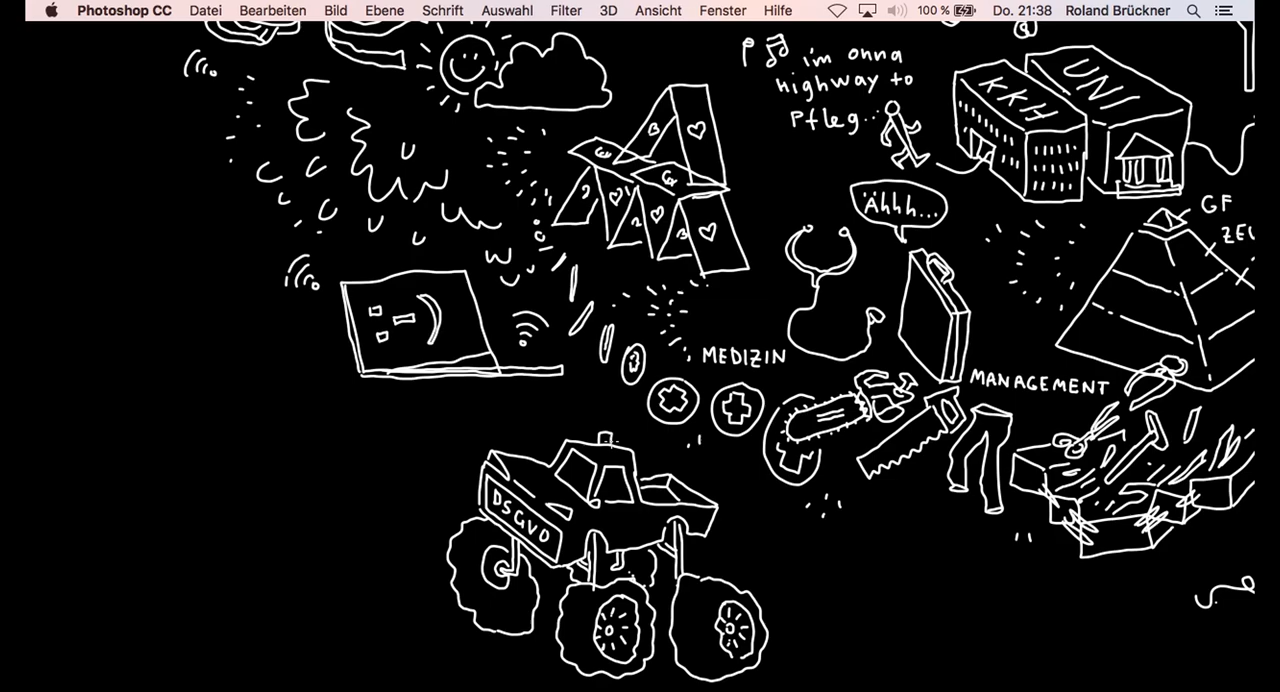 Photoshop CC Datei Bearbeiten Bild Ebene Schrift Auswahl Filter 3D Ansicht Fenster Hilfe 100 % Do. 21:38 Roland Brückner
i'm onna
highway to
Pfleg...
KKH
UNI
Ähhh...
GF
MEDIZIN
MANAGEMENT
DSGVO